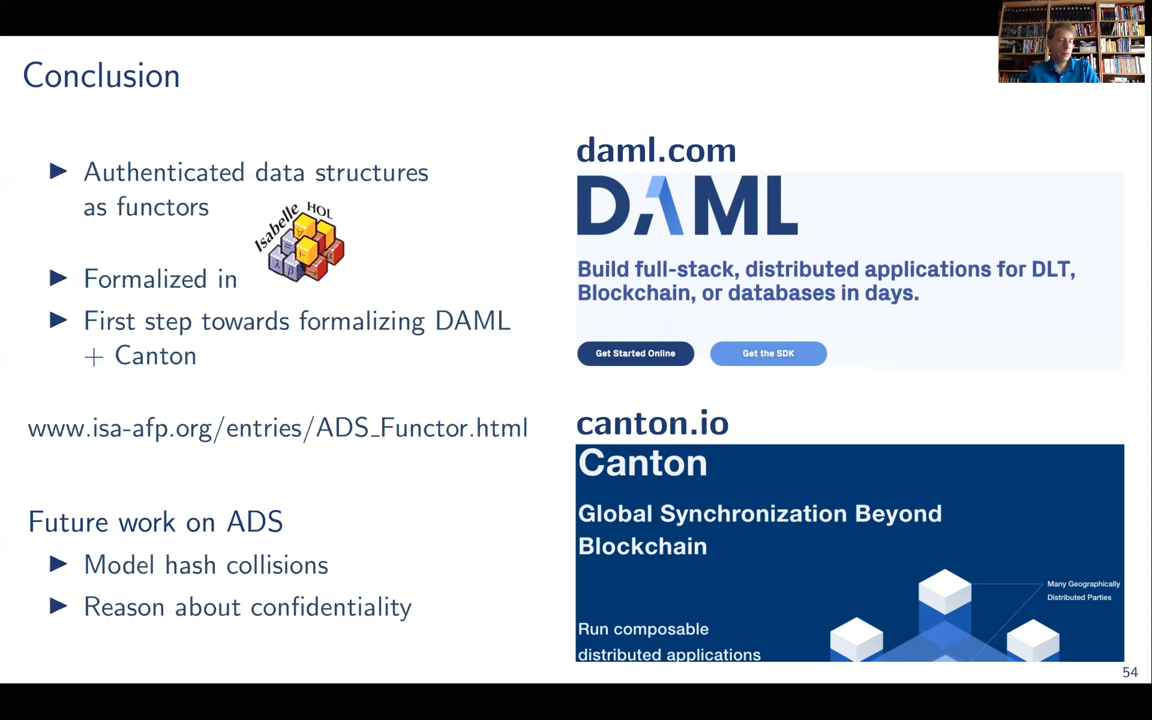 Conclusion
► Authenticated data structures
as functors
Isabelle HOL
► Formalized in
► First step towards formalizing DAML
+ Canton
www.isa-afp.org/entries/ADS_Functor.html
Future work on ADS
► Model hash collisions
► Reason about confidentiality
daml.com
DAML
Build full-stack, distributed applications for DLT,
Blockchain, or databases in days.
Get Started Online
Get the SDK
canton.io
Canton
Global Synchronization Beyond
Blockchain
Many Geographically
Distributed Parties
Run composable
distributed applications
54